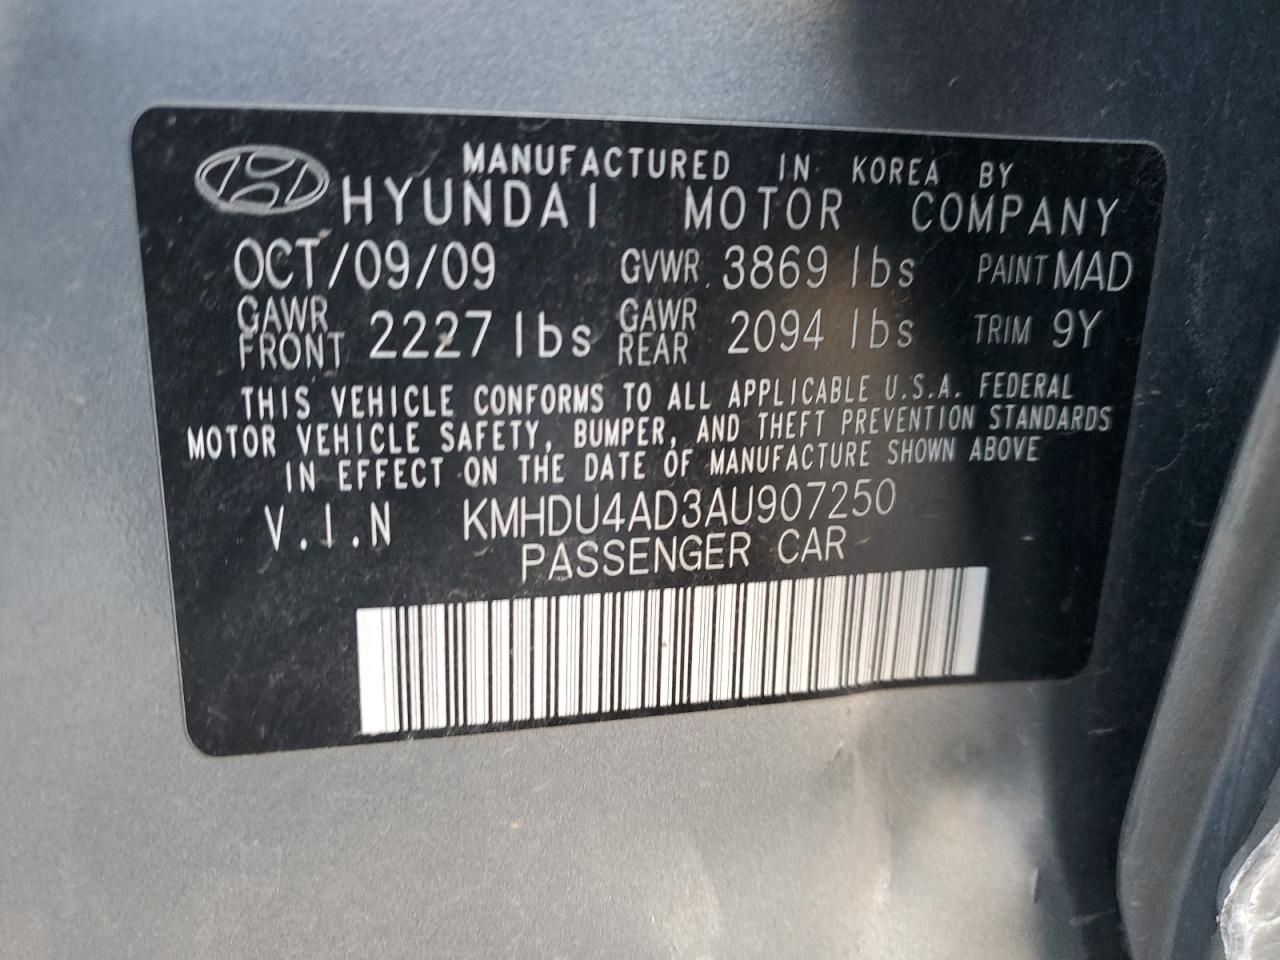 MANUFACTURED IN KOREA BY
HYUNDAI MOTOR COMPANY
OCT/09/09 GVWR 3869 lbs PAINT MAD
GAWR FRONT 2227 lbs GAWR REAR 2094 lbs TRIM 9Y
THIS VEHICLE CONFORMS TO ALL APPLICABLE U.S.A. FEDERAL
MOTOR VEHICLE SAFETY, BUMPER, AND THEFT PREVENTION STANDARDS
IN EFFECT ON THE DATE OF MANUFACTURE SHOWN ABOVE
V.I.N KMHDU4AD3AU907250
PASSENGER CAR